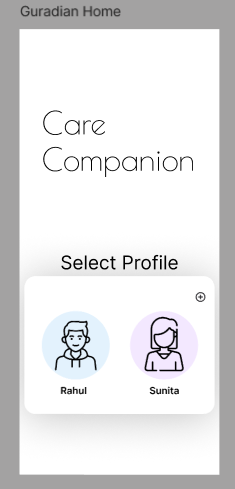 Guradian Home
Care
Companion
Select Profile
Rahul
Sunita